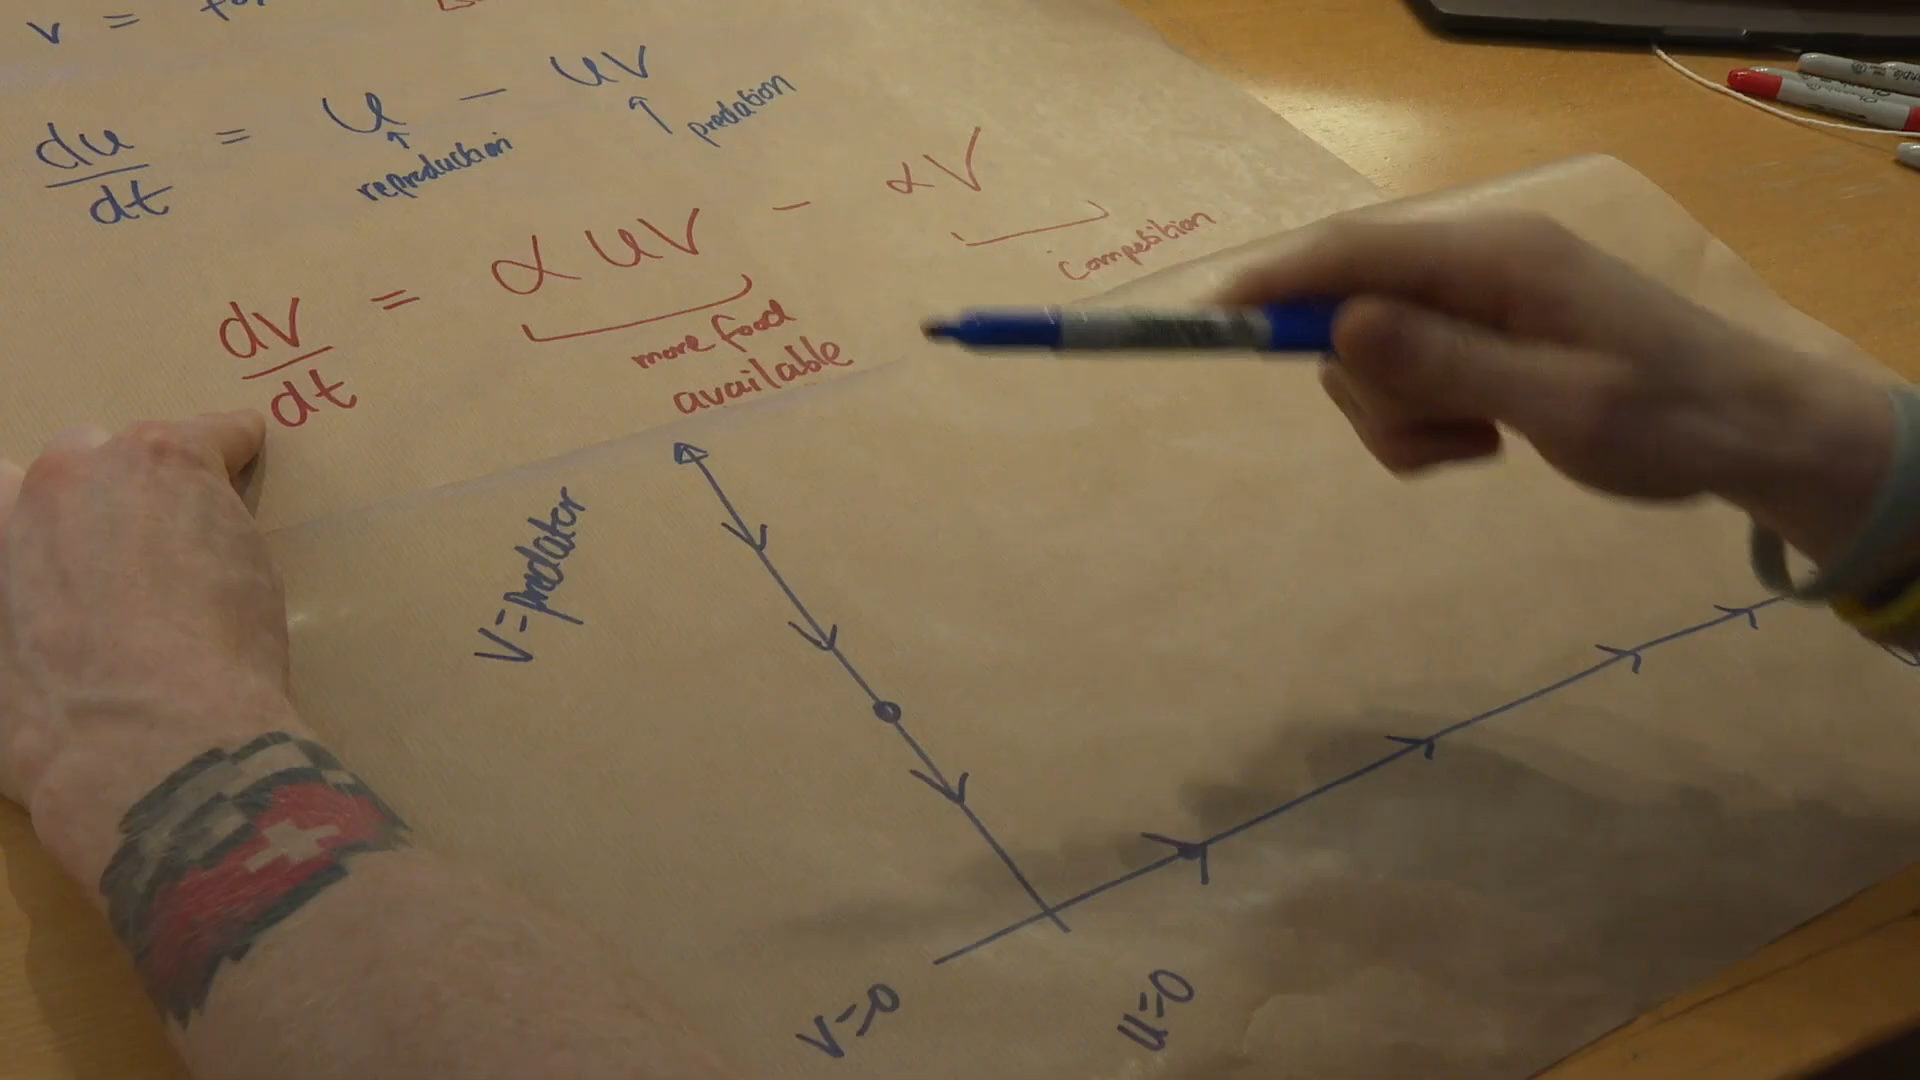 v =
du/dt = u - uv
reproduction
predation
dv/dt = αuv - αv
more food
available
competition
V=predator
V=0
u=0